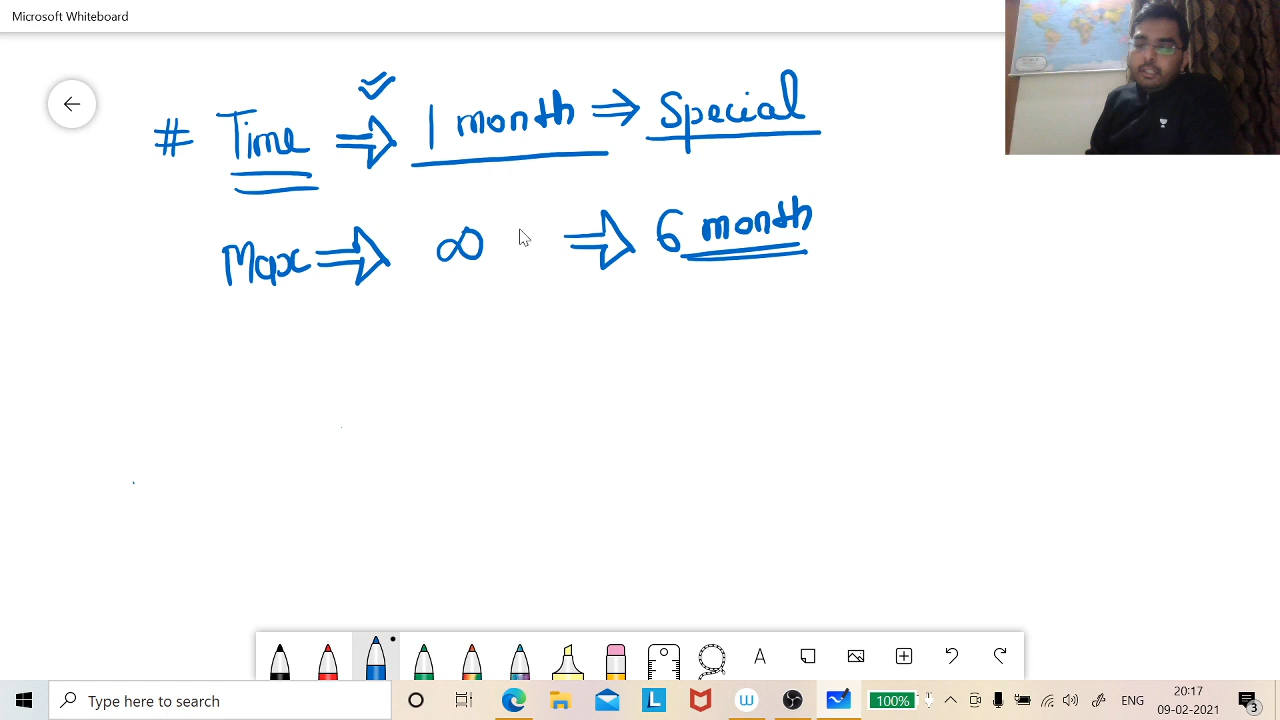 Microsoft Whiteboard
# Time ⇒ 1 month ⇒ Special
Max ⇒ ∞ ⇒ 6 month
A
Type here to search
L
W
100%
ENG
20:17
09-02-2021
3